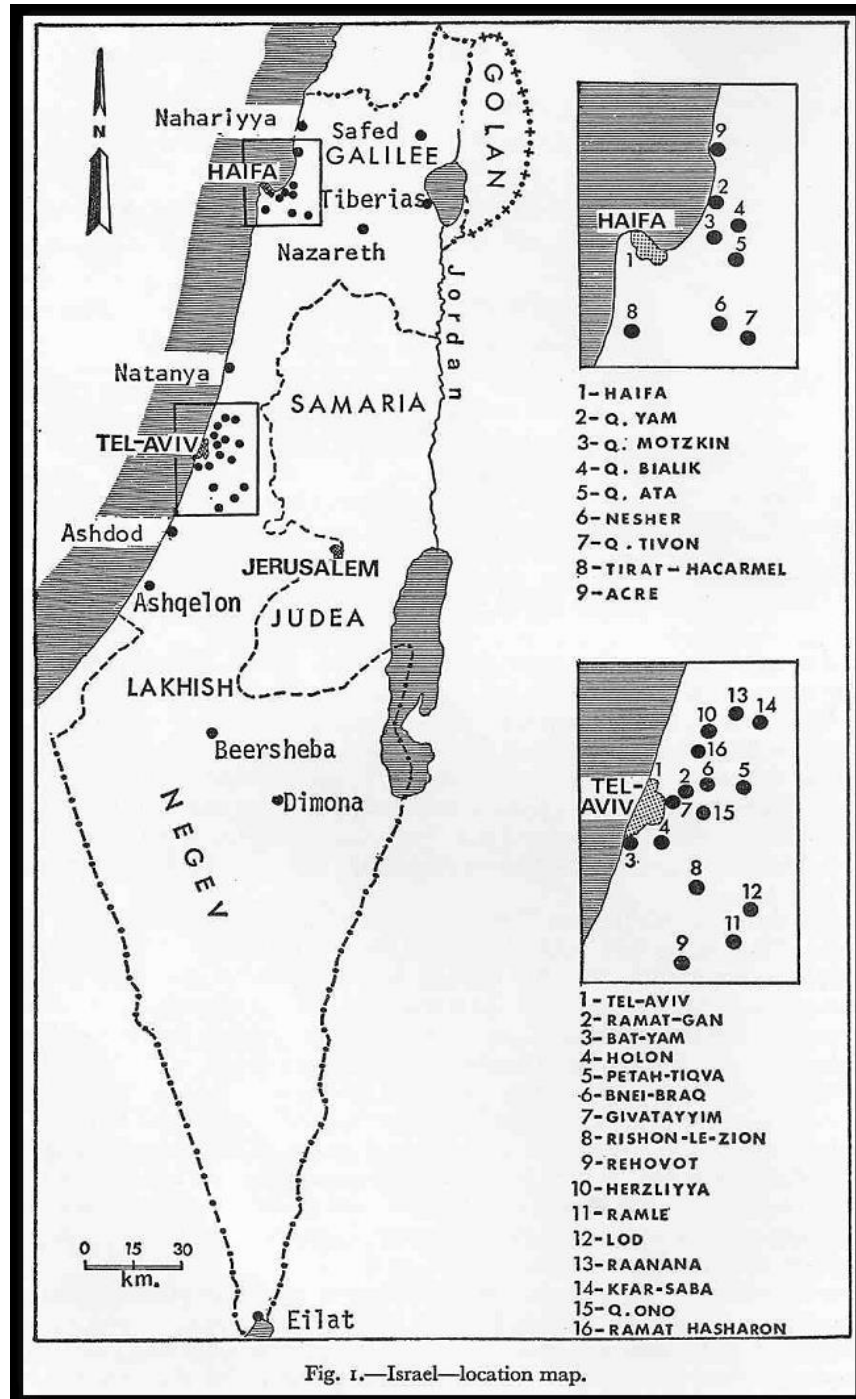 N
Nahariyya
Safed
GOLAN
GALILEE
HAIFA
Tiberias
Nazareth
Jordan
Natanya
SAMARIA
TEL-AVIV
Ashdod
JERUSALEM
Ashqelon
JUDEA
LAKHISH
Beersheba
Dimona
NEGEV
0 15 30
km.
Eilat
9
2
HAIFA
3
4
1
5
8
6
7
1-HAIFA
2-Q. YAM
3-Q. MOTZKIN
4-Q. BIALIK
5-Q. ATA
6-NESHER
7-Q. TIVON
8-TIRAT-HACARMEL
9-ACRE
13
14
10
16
1
TEL-
AVIV
2
6
5
7
15
4
3
8
12
11
9
1-TEL-AVIV
2-RAMAT-GAN
3-BAT-YAM
4-HOLON
5-PETAH-TIQVA
6-BNEI-BRAQ
7-GIVATAYYIM
8-RISHON-LE-ZION
9-REHOVOT
10-HERZLIYYA
11-RAMLE
12-LOD
13-RAANANA
14-KFAR-SABA
15-Q.ONO
16-RAMAT HASHARON
Fig. 1.—Israel—location map.